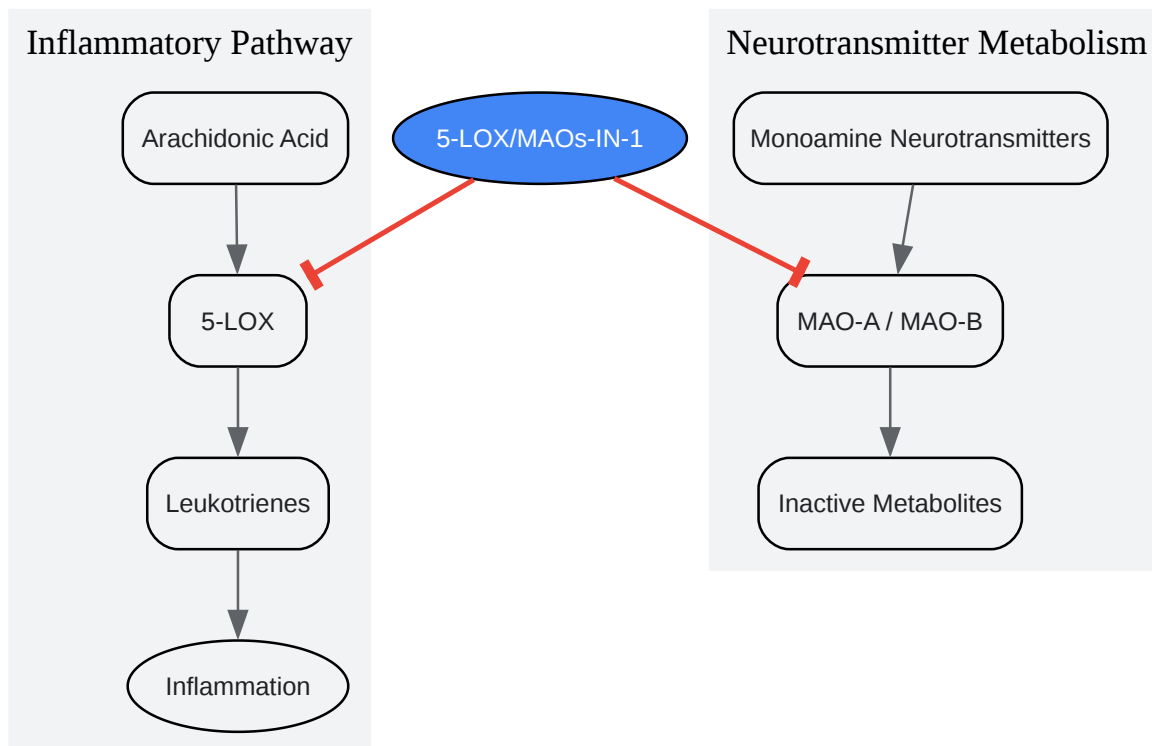 Inflammatory Pathway
Neurotransmitter Metabolism
Arachidonic Acid
5-LOX/MAOs-IN-1
Monoamine Neurotransmitters
5-LOX
MAO-A / MAO-B
Leukotrienes
Inactive Metabolites
Inflammation